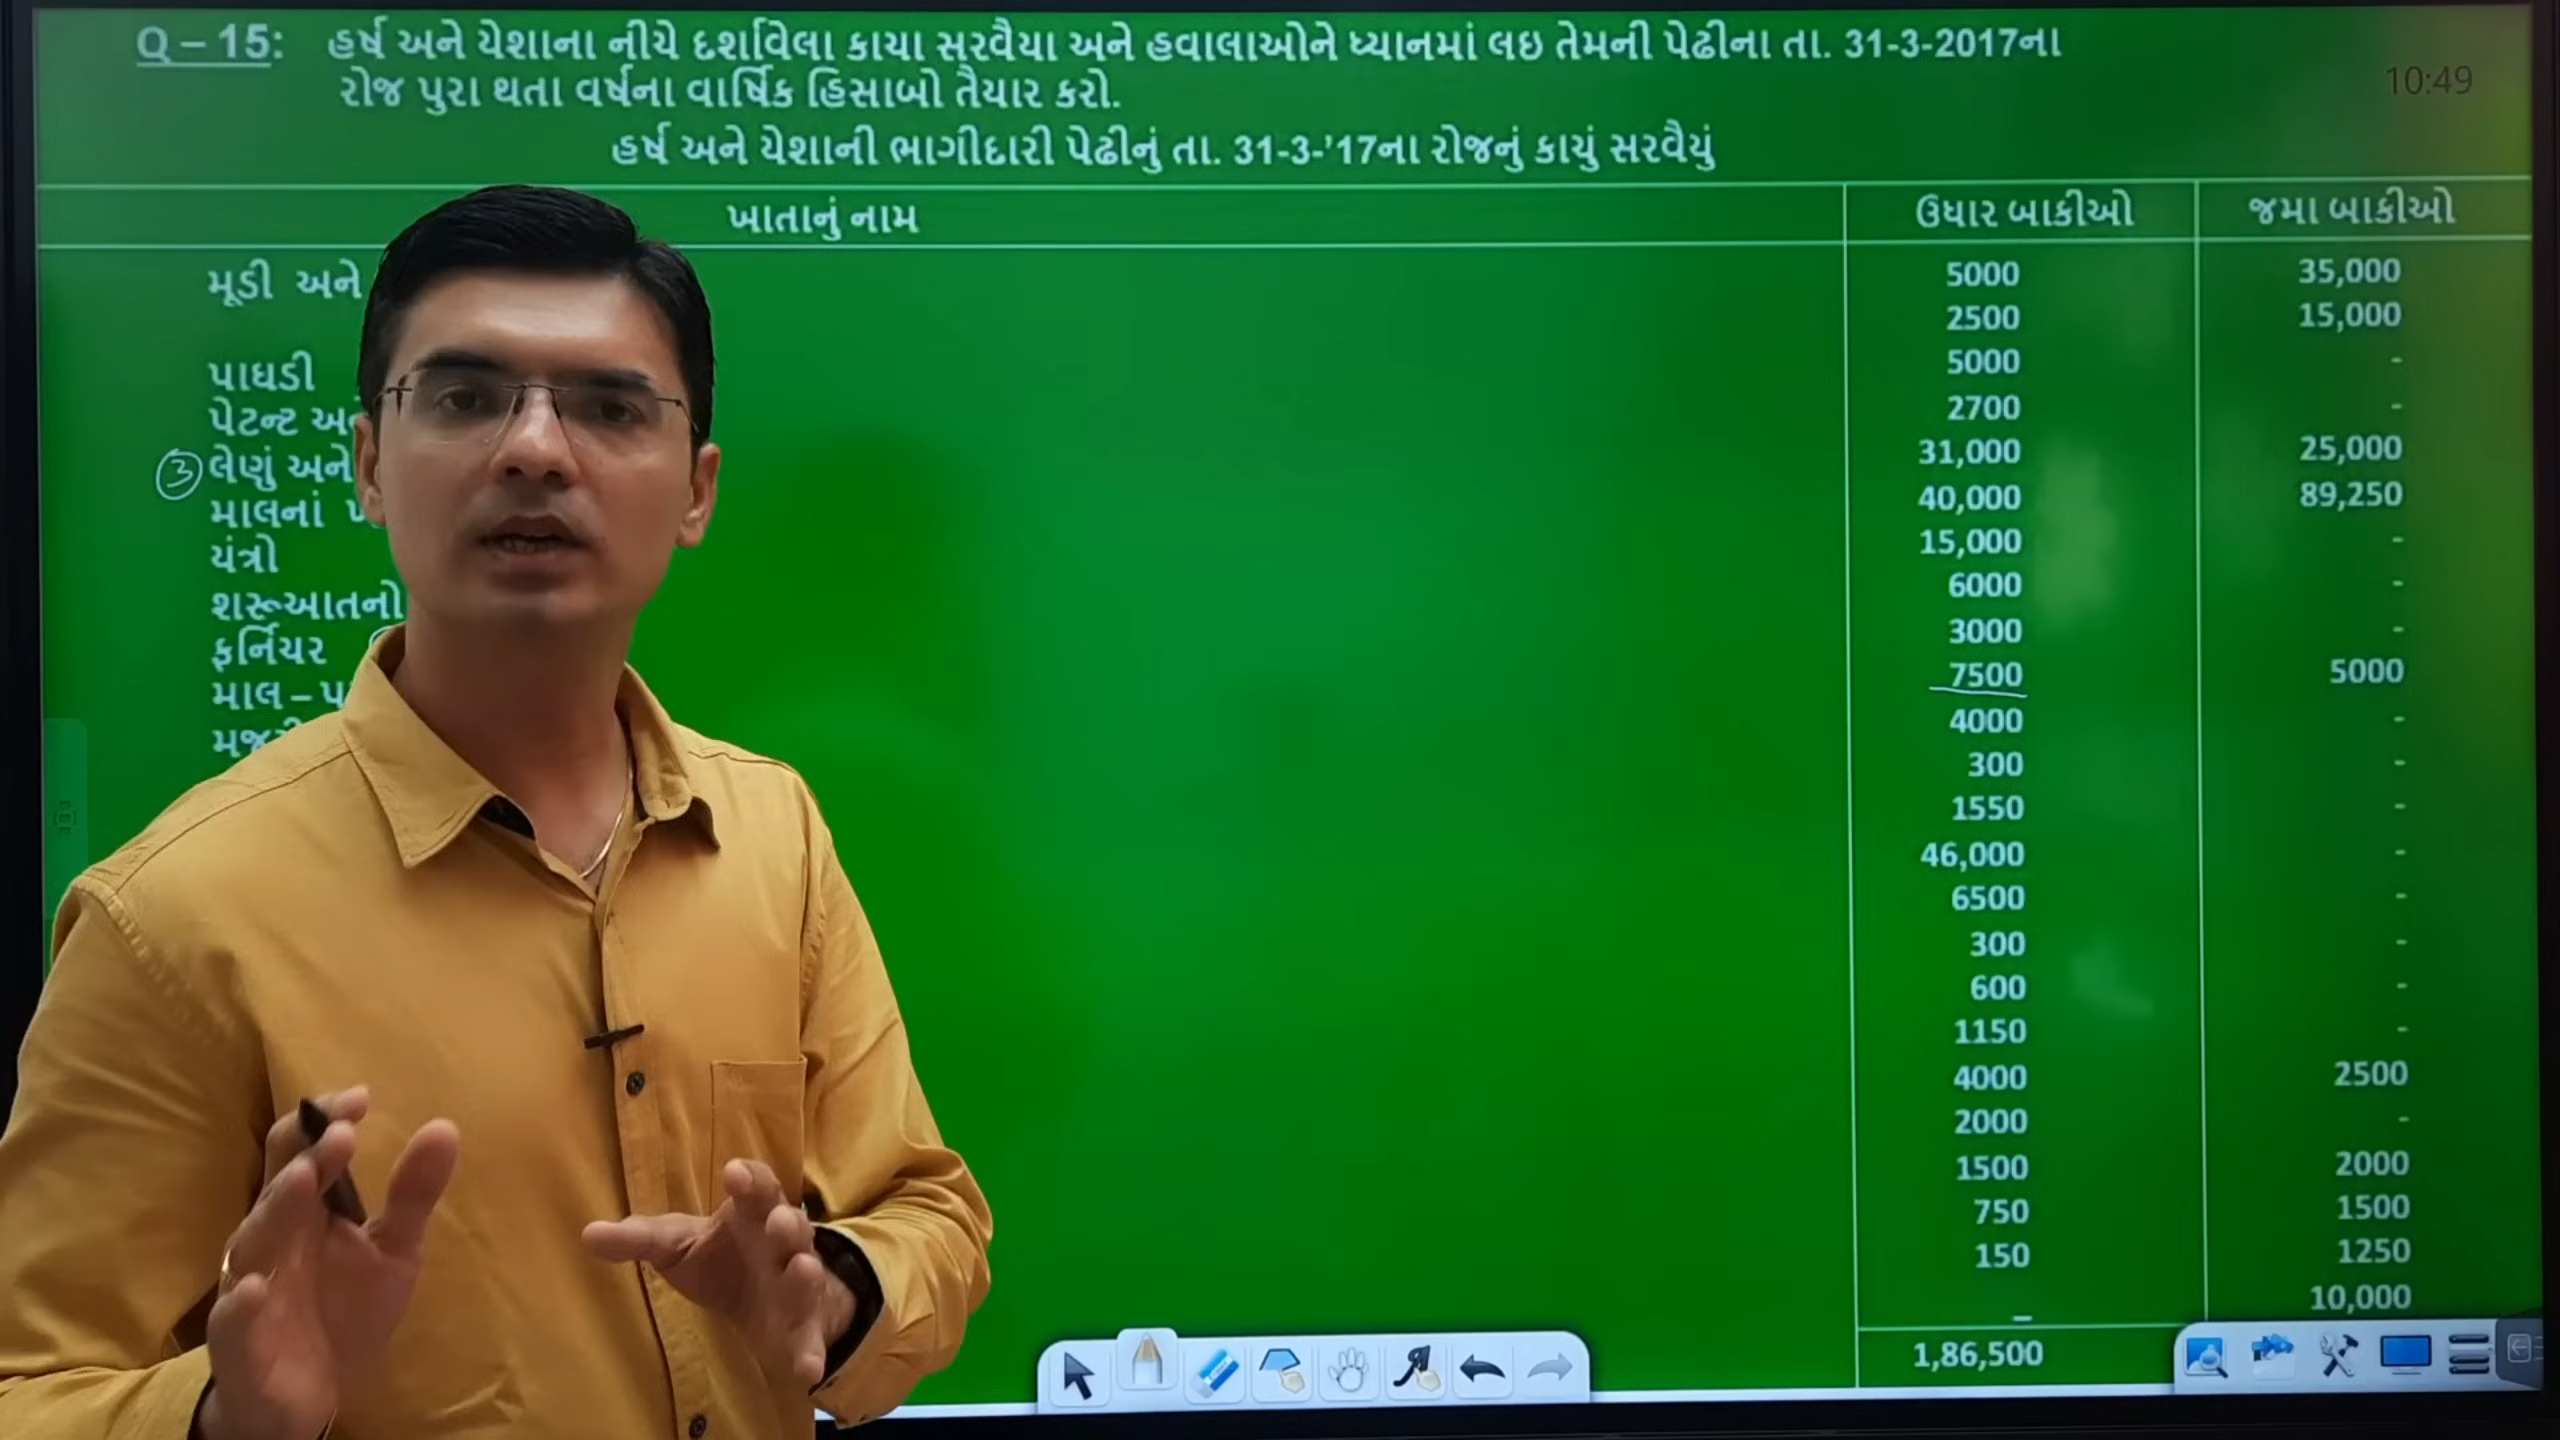 Q – 15: હર્ષ અને યેશાના નીચે દર્શાવેલા કાચા સરવૈયા અને હવાલાઓને ધ્યાનમાં લઇ તેમની પેઢીના તા. 31-3-2017ના
10:49
રોજ પુરા થતા વર્ષના વાર્ષિક હિસાબો તૈયાર કરો.
હર્ષ અને યેશાની ભાગીદારી પેઢીનું તા. 31-3-’17ના રોજનું કાચું સરવૈયું
ખાતાનું નામ ઉધાર બાકીઓ જમા બાકીઓ
મૂડી અને 5000 35,000
2500 15,000
પાઘડી 5000 -
પેટન્ટ 2700 -
3 લેણું અને 31,000 25,000
માલનાં 40,000 89,250
યંત્રો 15,000 -
શરૂઆતનો 6000 -
ફર્નિચર 3000 -
માલ – 7500 5000
4000 -
300 -
1550 -
46,000 -
6500 -
300 -
600 -
1150 -
4000 2500
2000 -
1500 2000
750 1500
150 1250
– 10,000
1,86,500